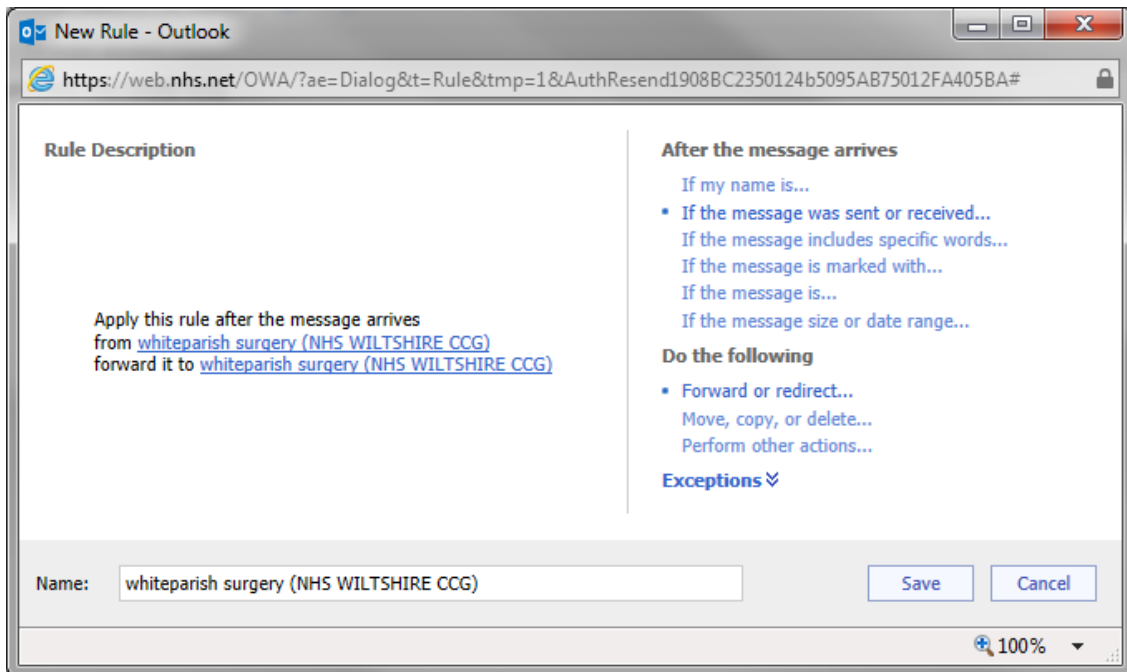 New Rule - Outlook
https://web.nhs.net/OWA/?ae=Dialog&t=Rule&tmp=1&AuthResend1908BC2350124b5095AB75012FA405BA#
Rule Description
Apply this rule after the message arrives
from whiteparish surgery (NHS WILTSHIRE CCG)
forward it to whiteparish surgery (NHS WILTSHIRE CCG)
After the message arrives
If my name is...
If the message was sent or received...
If the message includes specific words...
If the message is marked with...
If the message is...
If the message size or date range...
Do the following
Forward or redirect...
Move, copy, or delete...
Perform other actions...
Exceptions
Name: whiteparish surgery (NHS WILTSHIRE CCG) Save Cancel
100%